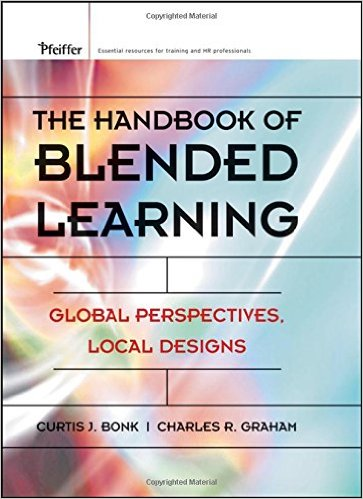 Copyrighted Material
Pfeiffer
Essential resources for training and HR professionals
THE HANDBOOK OF
BLENDED
LEARNING
GLOBAL PERSPECTIVES,
LOCAL DESIGNS
CURTIS J. BONK | CHARLES R. GRAHAM
Copyrighted Material